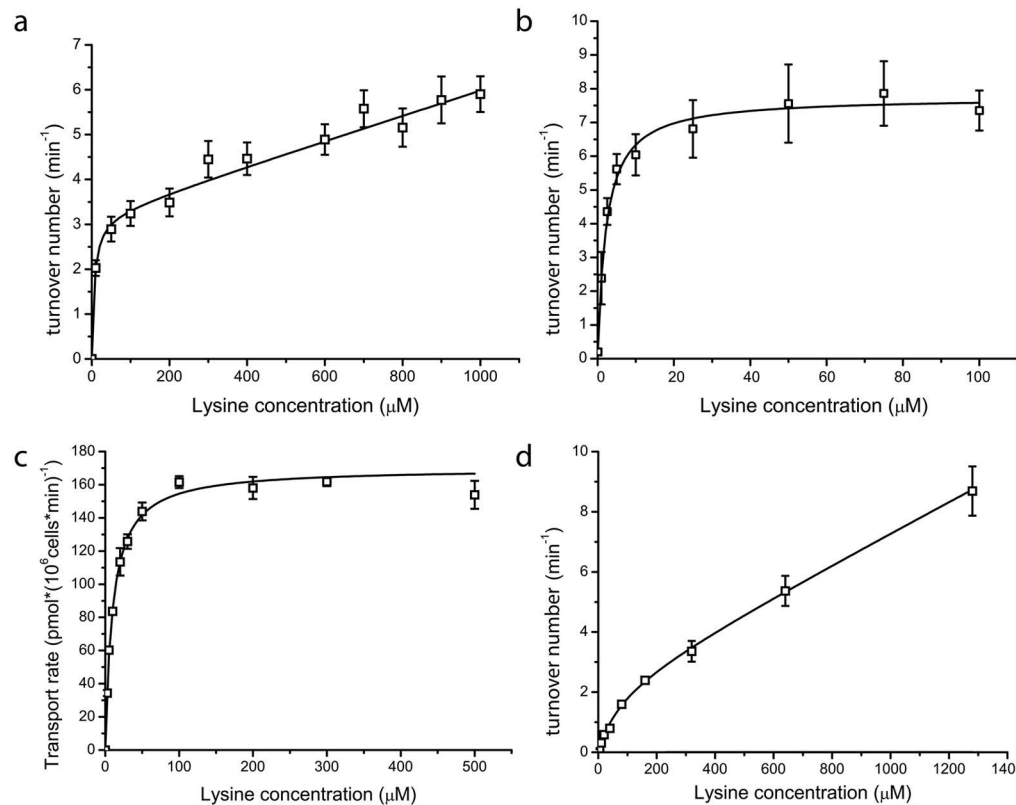 a
7
6
5
4
3
2
1
0
turnover number (min⁻¹)
0 200 400 600 800 1000
Lysine concentration (μM)
b
10
9
8
7
6
5
4
3
2
1
0
turnover number (min⁻¹)
0 20 40 60 80 100
Lysine concentration (μM)
c
180
160
140
120
100
80
60
40
20
0
Transport rate (pmol*(10⁶cells*min)⁻¹)
0 100 200 300 400 500
Lysine concentration (μM)
d
10
8
6
4
2
0
turnover number (min⁻¹)
0 200 400 600 800 1000 1200 140
Lysine concentration (μM)